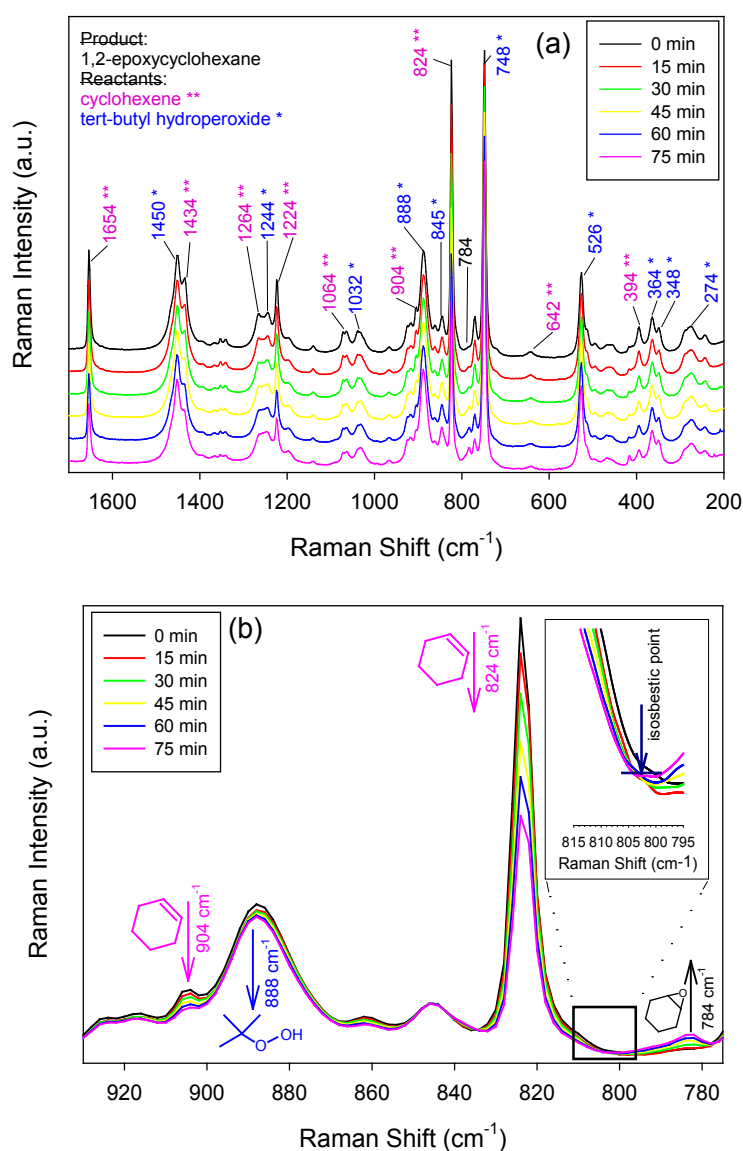 (a)
Product:
1,2-epoxycyclohexane
Reactants:
cyclohexene **
tert-butyl hydroperoxide *
0 min
15 min
30 min
45 min
60 min
75 min
1654 **
1450 *
1434 **
1264 **
1244 *
1224 **
1064 **
1032 *
904 **
888 *
845 *
824 **
784
748 *
642 **
526 *
394 **
364 *
348 *
274 *
Raman Intensity (a.u.)
1600 1400 1200 1000 800 600 400 200
Raman Shift (cm-1)
(b)
0 min
15 min
30 min
45 min
60 min
75 min
824 cm-1
isosbestic point
815 810 805 800 795
Raman Shift (cm-1)
904 cm-1
888 cm-1
O
OH
O
784 cm-1
Raman Intensity (a.u.)
920 900 880 860 840 820 800 780
Raman Shift (cm-1)